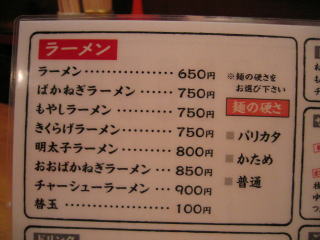 ラーメン
ラーメン･･････････････････ 650円
ばかねぎラーメン･･････ 750円
もやしラーメン･･････････ 750円
きくらげラーメン････････ 750円
明太子ラーメン･･････････ 800円
おおばかねぎラーメン･･･ 850円
チャーシューラーメン････ 900円
替玉････････････････････ 100円
※麺の硬さを
お選び下さい
麺の硬さ
バリカタ
かため
普通
ドリンク